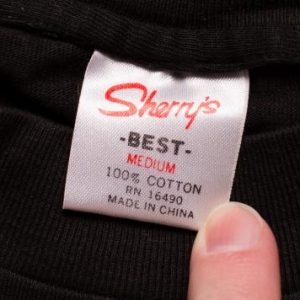 Sherry's
-BEST-
MEDIUM
100% COTTON
RN 16490
MADE IN CHINA